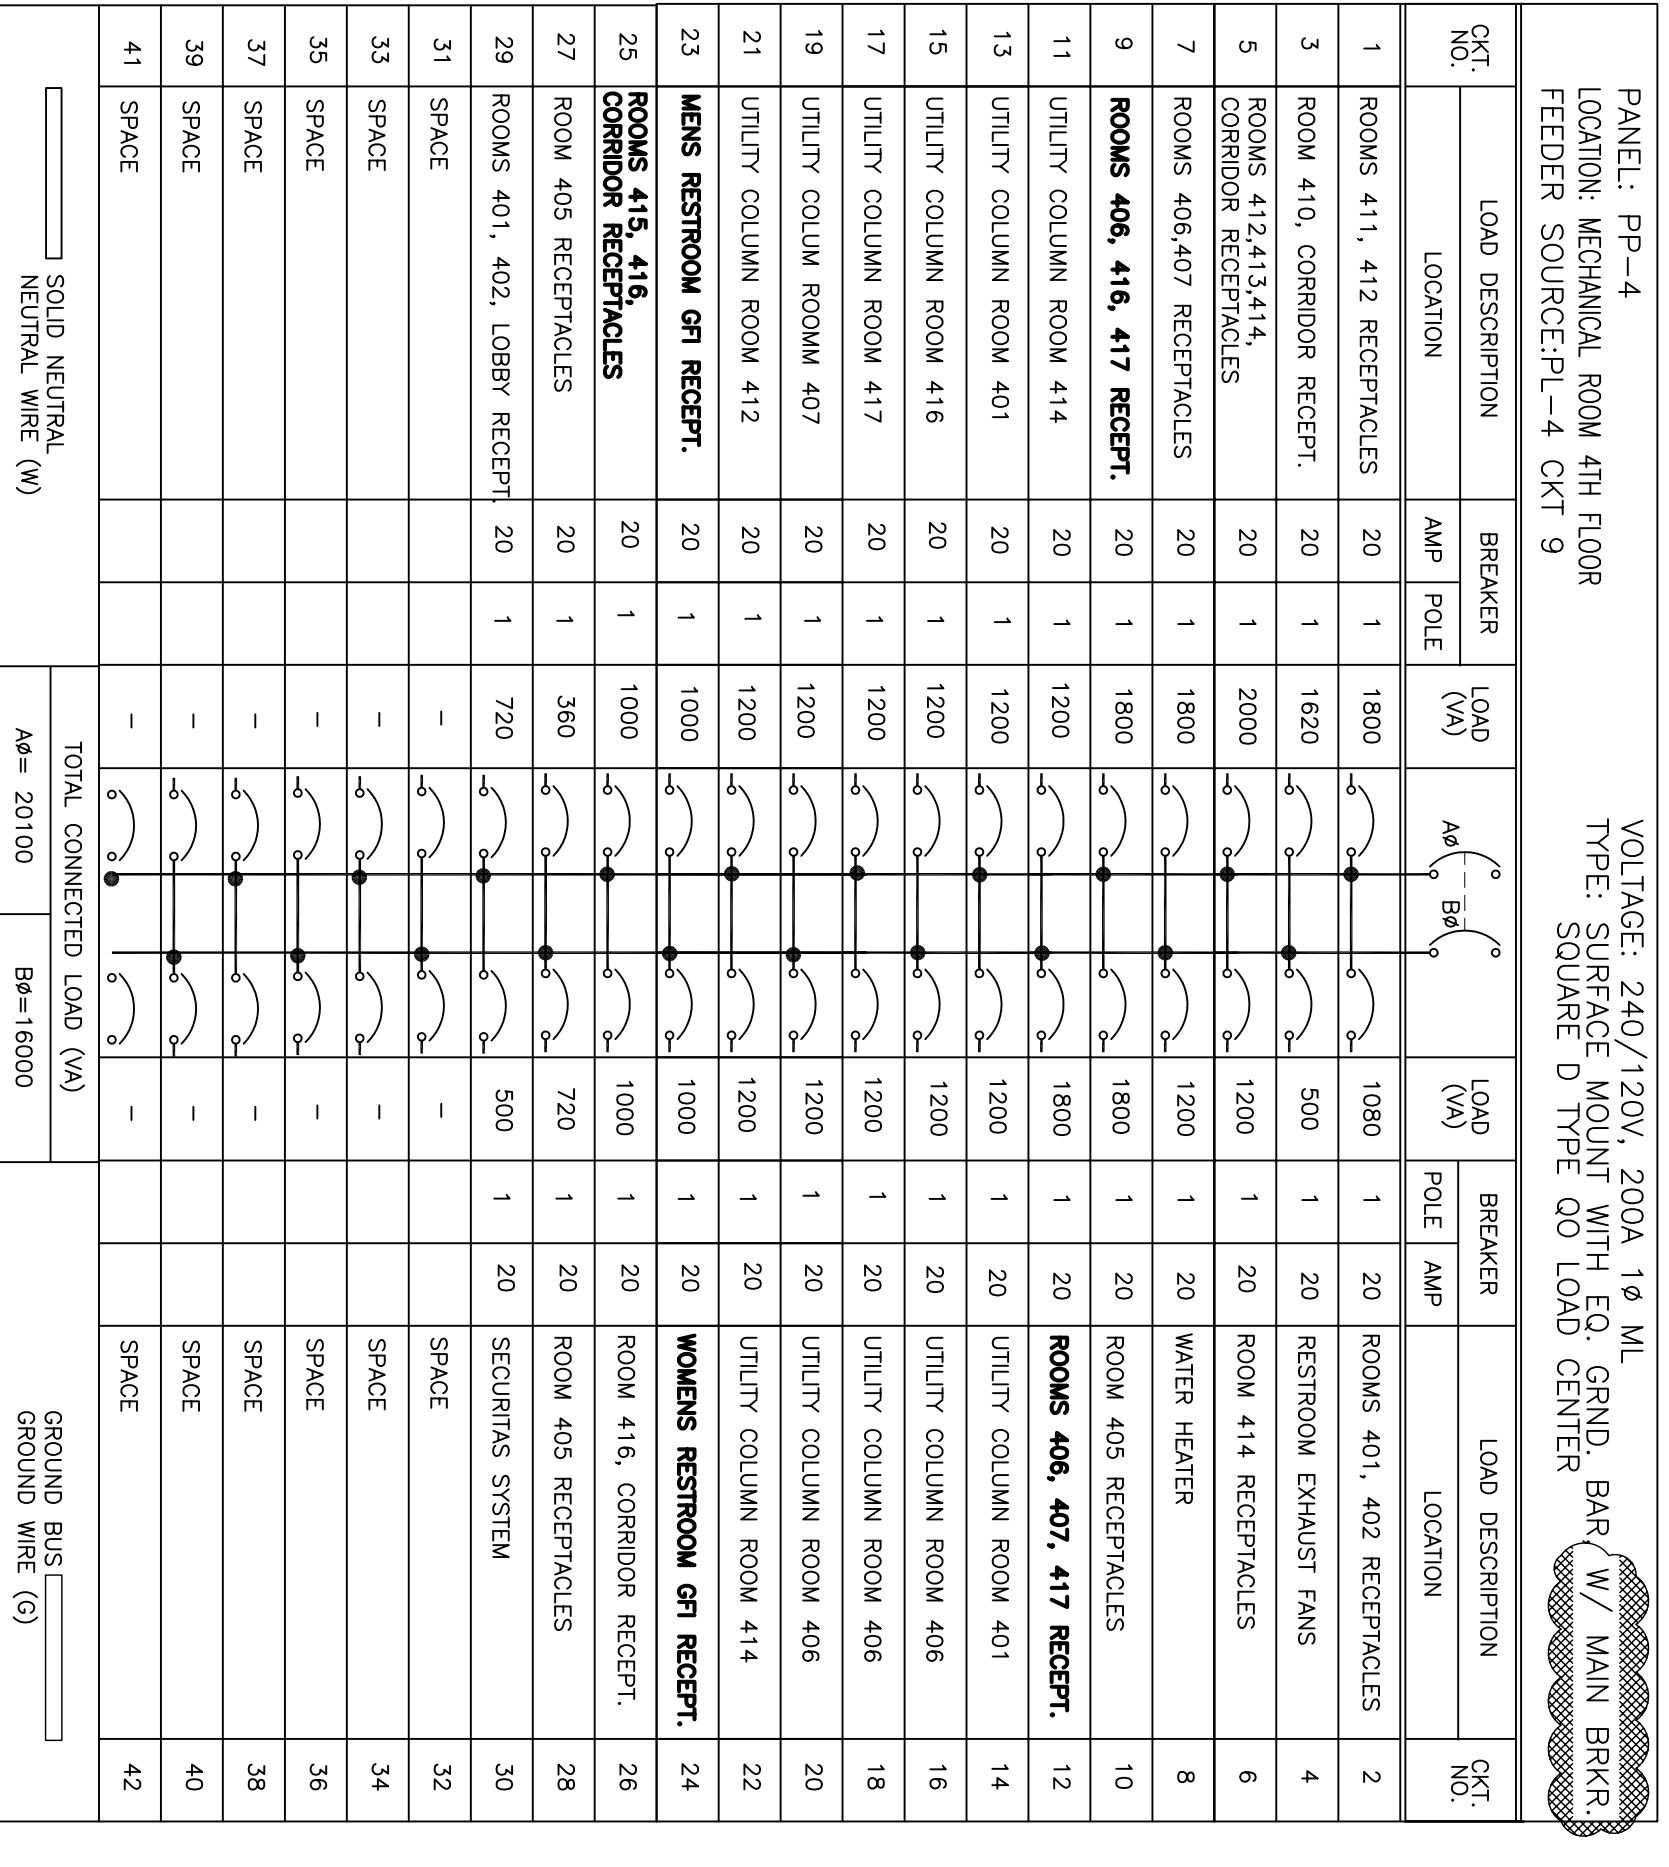 PANEL: PP-4
LOCATION: MECHANICAL ROOM 4TH FLOOR
FEEDER SOURCE:PL-4 CKT 9
VOLTAGE: 240/120V, 200A 1ø ML
TYPE: SURFACE MOUNT WITH EQ. GRND. BAR, W/ MAIN BRKR.
SQUARE D TYPE QO LOAD CENTER
CKT. NO. LOAD DESCRIPTION BREAKER LOAD (VA) Aø Bø LOAD (VA) BREAKER LOAD DESCRIPTION CKT. NO.
LOCATION AMP POLE POLE AMP LOCATION
1 ROOMS 411, 412 RECEPTACLES 20 1 1800 1080 1 20 ROOMS 401, 402 RECEPTACLES 2
3 ROOM 410, CORRIDOR RECEPT. 20 1 1620 500 1 20 RESTROOM EXHAUST FANS 4
5 ROOMS 412,413,414, CORRIDOR RECEPTACLES 20 1 2000 1200 1 20 ROOM 414 RECEPTACLES 6
7 ROOMS 406,407 RECEPTACLES 20 1 1800 1200 1 20 WATER HEATER 8
9 ROOMS 406, 416, 417 RECEPT. 20 1 1800 1800 1 20 ROOM 405 RECEPTACLES 10
11 UTILITY COLUMN ROOM 414 20 1 1200 1800 1 20 ROOMS 406, 407, 417 RECEPT. 12
13 UTILITY COLUMN ROOM 401 20 1 1200 1200 1 20 UTILITY COLUMN ROOM 401 14
15 UTILITY COLUMN ROOM 416 20 1 1200 1200 1 20 UTILITY COLUMN ROOM 406 16
17 UTILITY COLUMN ROOM 417 20 1 1200 1200 1 20 UTILITY COLUMN ROOM 406 18
19 UTILITY COLUM ROOMM 407 20 1 1200 1200 1 20 UTILITY COLUMN ROOM 406 20
21 UTILITY COLUMN ROOM 412 20 1 1200 1200 1 20 UTILITY COLUMN ROOM 414 22
23 MENS RESTROOM GFI RECEPT. 20 1 1000 1000 1 20 WOMENS RESTROOM GFI RECEPT. 24
25 ROOMS 415, 416, CORRIDOR RECEPTACLES 20 1 1000 1000 1 20 ROOM 416, CORRIDOR RECEPT. 26
27 ROOM 405 RECEPTACLES 20 1 360 720 1 20 ROOM 405 RECEPTACLES 28
29 ROOMS 401, 402, LOBBY RECEPT. 20 1 720 500 1 20 SECURITAS SYSTEM 30
31 SPACE - - SPACE 32
33 SPACE - - SPACE 34
35 SPACE - - SPACE 36
37 SPACE - - SPACE 38
39 SPACE - - SPACE 40
41 SPACE - - SPACE 42
SOLID NEUTRAL
NEUTRAL WIRE (W)
TOTAL CONNECTED LOAD (VA)
Aø= 20100 Bø=16000
GROUND BUS
GROUND WIRE (G)